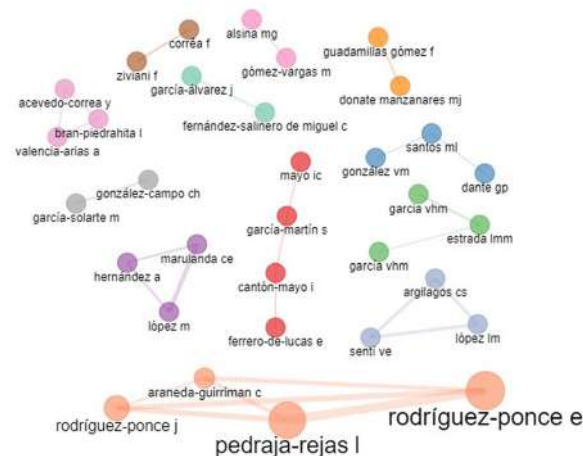 alsina mg
correa f
guadamillas gómez f
ziviani f
gómez-vargas m
garcía-álvarez j
acevedo-correa y
donate manzanares mj
fernández-salinero de miguel c
bran-piedrahita l
valencia-arias a
santos ml
gonzález vm
mayo ic
dante gp
gonzález-campo ch
garcía vhm
garcía-solarte m
garcía-martín s
estrada lmm
marulanda ce
garcía vhm
hernández a
cantón-mayo i
argilagos cs
lópez m
ferrero-de-lucas e
sentí ve
lópez lm
araneda-guirriman c
rodríguez-ponce j
rodríguez-ponce e
pedraja-rejas l